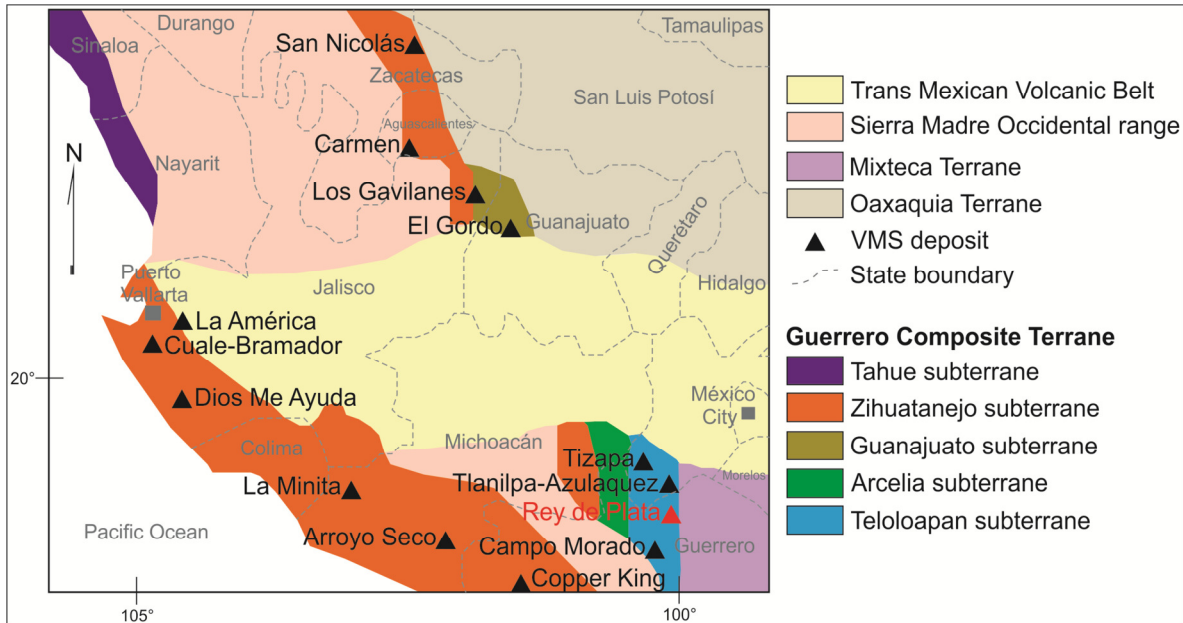 Durango
Tamaulipas
Sinaloa
San Nicolás
Zacatecas
San Luis Potosí
Aguascalientes
Carmen
N
Nayarit
Los Gavilanes
El Gordo
Guanajuato
Querétaro
Hidalgo
Puerto
Vallarta
Jalisco
La América
Cuale-Bramador
20°
Dios Me Ayuda
México
City
Colima
Michoacán
Tizapa
Morelos
Tlanilpa-Azulaquez
La Minita
Rey de Plata
Pacific Ocean
Arroyo Seco
Campo Morado
Guerrero
Copper King
105°
100°
Trans Mexican Volcanic Belt
Sierra Madre Occidental range
Mixteca Terrane
Oaxaquia Terrane
VMS deposit
State boundary
Guerrero Composite Terrane
Tahue subterrane
Zihuatanejo subterrane
Guanajuato subterrane
Arcelia subterrane
Teloloapan subterrane